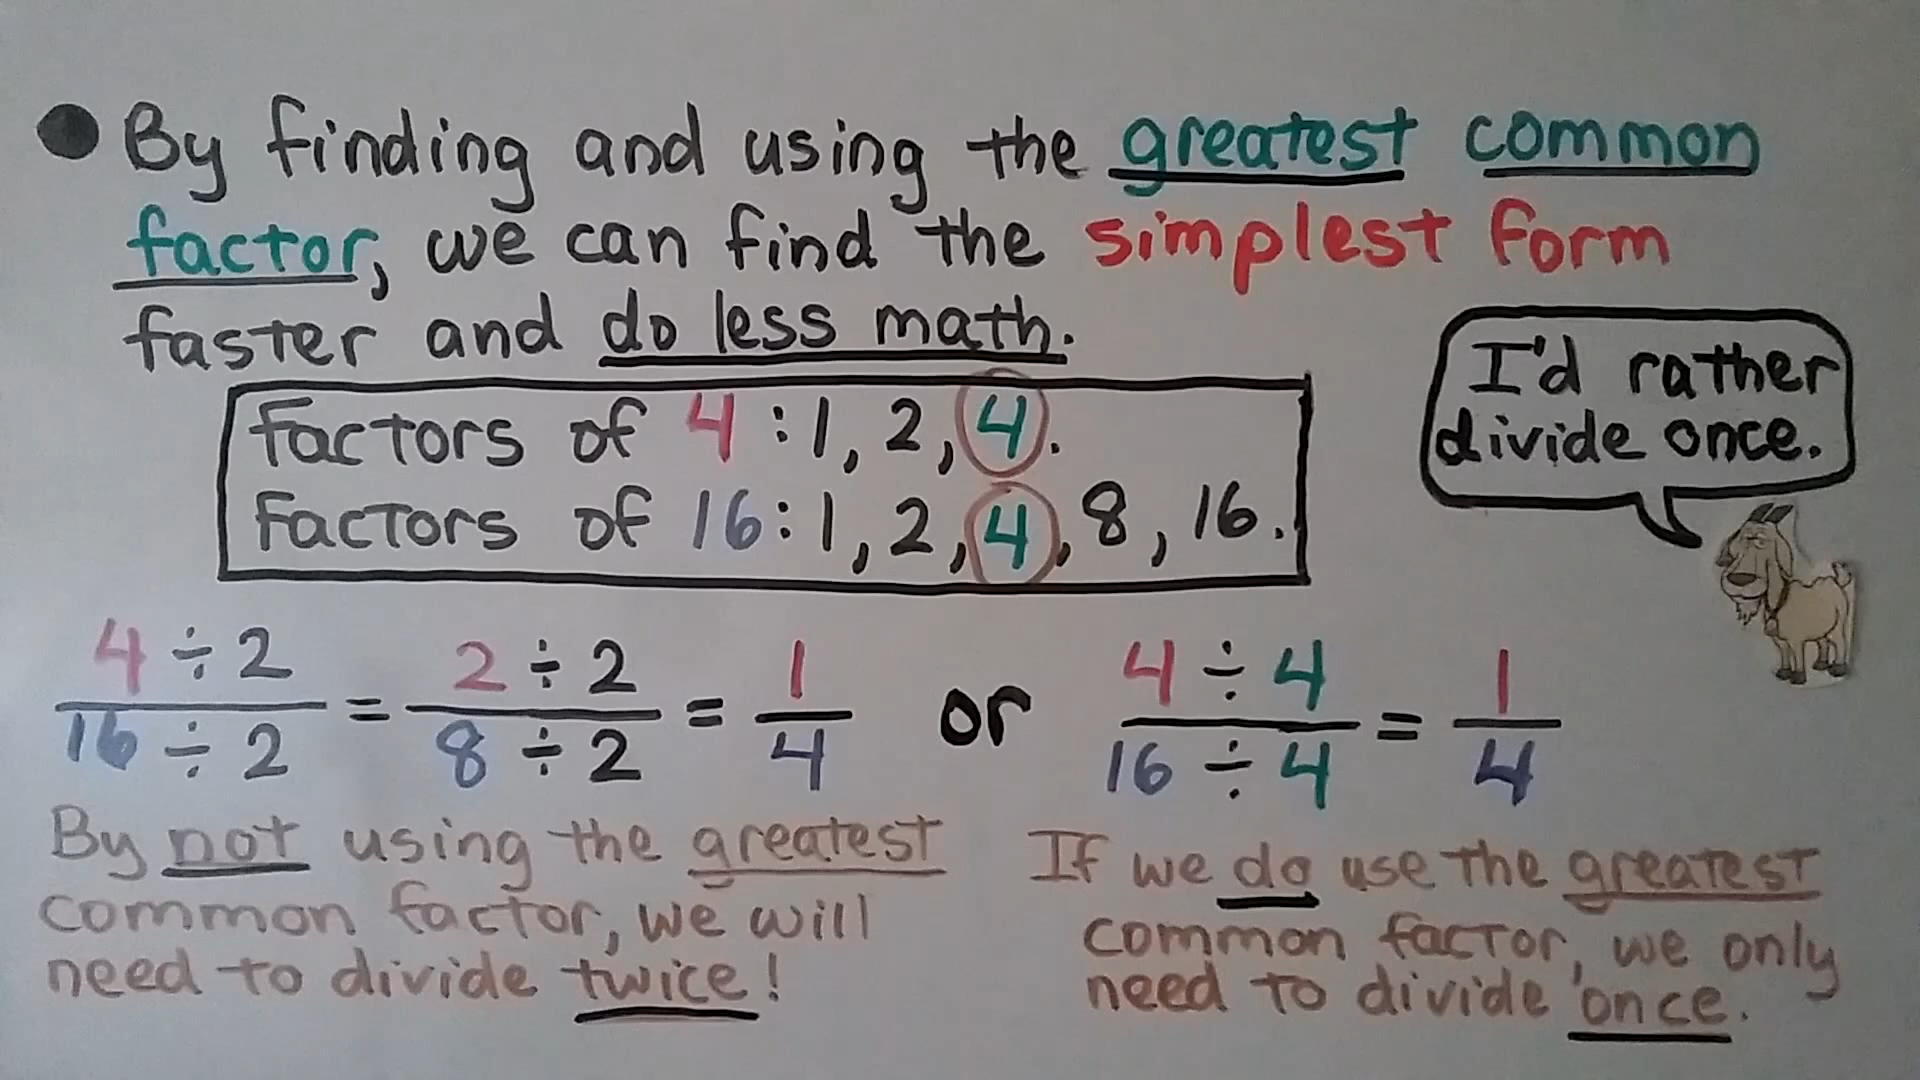 By finding and using the greatest common
factor, we can find the simplest form
faster and do less math.
I'd rather
divide once.
Factors of 4 : 1, 2, 4.
Factors of 16 : 1, 2, 4, 8, 16.
4 ÷ 2 / 16 ÷ 2 = 2 ÷ 2 / 8 ÷ 2 = 1 / 4 or 4 ÷ 4 / 16 ÷ 4 = 1 / 4
By not using the greatest
common factor, we will
need to divide twice!
If we do use the greatest
common factor, we only
need to divide once.